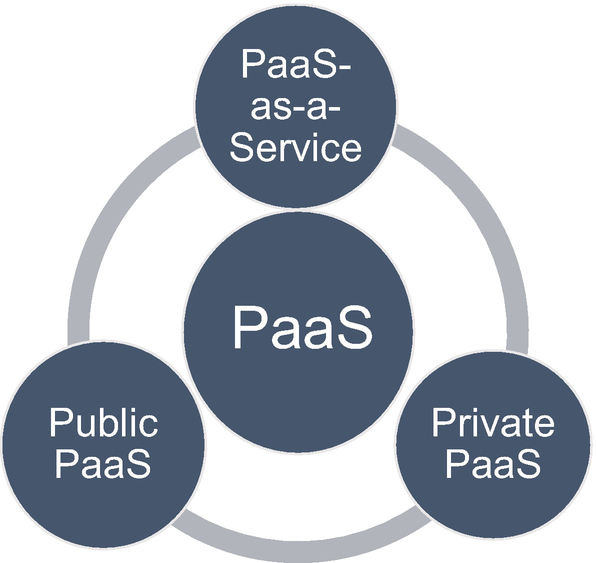 PaaS-
as-a-
Service
PaaS
Public
PaaS
Private
PaaS